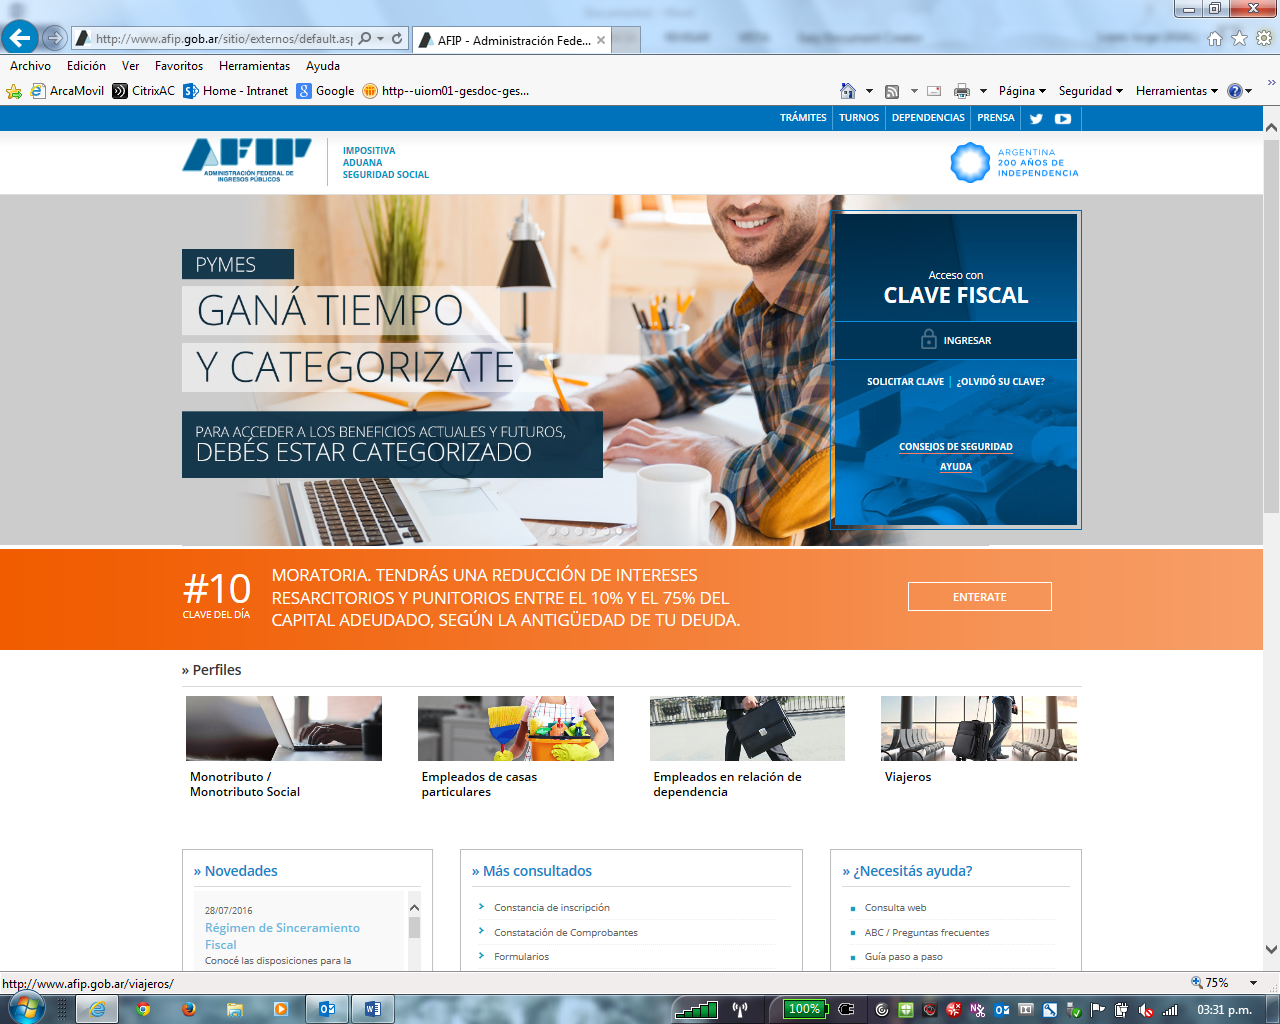 http://www.afip.gob.ar/sitio/externos/default.asp
AFIP - Administración Fede...
Archivo Edición Ver Favoritos Herramientas Ayuda
ArcaMovil CitrixAC Home - Intranet Google http--uiom01-gesdoc-ges...
Página Seguridad Herramientas
TRÁMITES TURNOS DEPENDENCIAS PRENSA
AFIP
ADMINISTRACIÓN FEDERAL DE
INGRESOS PÚBLICOS
IMPOSITIVA
ADUANA
SEGURIDAD SOCIAL
ARGENTINA
200 AÑOS DE
INDEPENDENCIA
PYMES
GANÁ TIEMPO
Y CATEGORIZATE
PARA ACCEDER A LOS BENEFICIOS ACTUALES Y FUTUROS,
DEBÉS ESTAR CATEGORIZADO
Acceso con
CLAVE FISCAL
INGRESAR
SOLICITAR CLAVE | ¿OLVIDÓ SU CLAVE?
CONSEJOS DE SEGURIDAD
AYUDA
#10
CLAVE DEL DÍA
MORATORIA. TENDRÁS UNA REDUCCIÓN DE INTERESES
RESARCITORIOS Y PUNITORIOS ENTRE EL 10% Y EL 75% DEL
CAPITAL ADEUDADO, SEGÚN LA ANTIGÜEDAD DE TU DEUDA.
ENTERATE
» Perfiles
Monotributo /
Monotributo Social
Empleados de casas
particulares
Empleados en relación de
dependencia
Viajeros
» Novedades
28/07/2016
Régimen de Sinceramiento
Fiscal
Conocé las disposiciones para la
» Más consultados
Constancia de inscripción
Constatación de Comprobantes
Formularios
» ¿Necesitás ayuda?
Consulta web
ABC / Preguntas frecuentes
Guía paso a paso
http://www.afip.gob.ar/viajeros/
75%
100%
03:31 p.m.